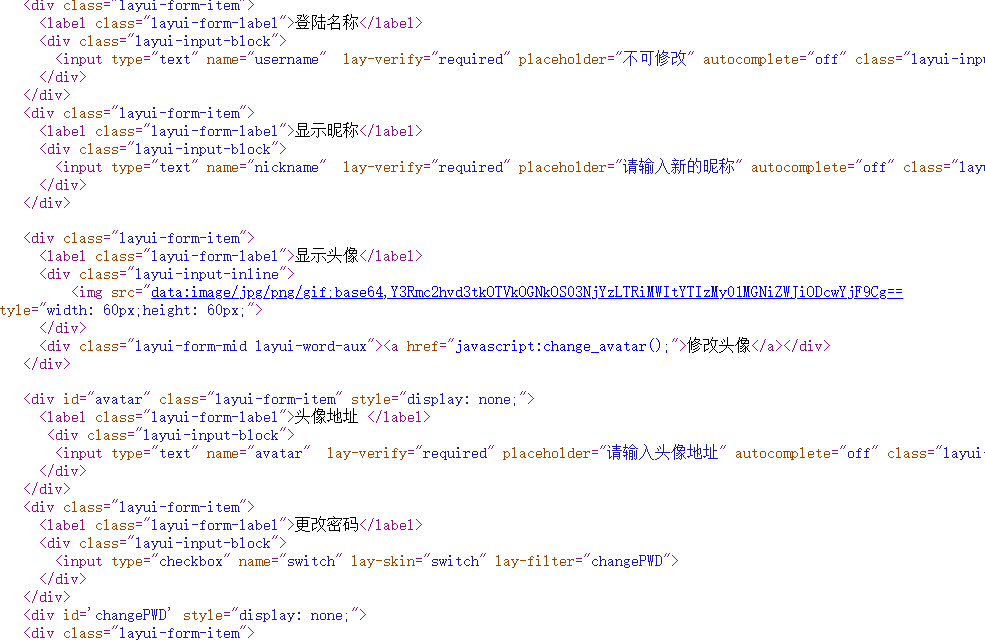 <div class="layui-form-item">
<label class="layui-form-label">登陆名称</label>
<div class="layui-input-block">
<input type="text" name="username"  lay-verify="required" placeholder="不可修改" autocomplete="off" class="layui-inpu
</div>
</div>
<div class="layui-form-item">
<label class="layui-form-label">显示昵称</label>
<div class="layui-input-block">
<input type="text" name="nickname"  lay-verify="required" placeholder="请输入新的昵称" autocomplete="off" class="layu
</div>
</div>
<div class="layui-form-item">
<label class="layui-form-label">显示头像</label>
<div class="layui-input-inline">
<img src="data:image/jpg/png/gif;base64,Y3Rmc2hvd3tkOTVkOGNkOS03NjYzLTRiMWItYTIzMy01MGNiZWJiODcwYjF9Cg==
tyle="width: 60px;height: 60px;">
</div>
<div class="layui-form-mid layui-word-aux"><a href="javascript:change_avatar();">修改头像</a></div>
</div>
<div id="avatar" class="layui-form-item" style="display: none;">
<label class="layui-form-label">头像地址 </label>
<div class="layui-input-block">
<input type="text" name="avatar"  lay-verify="required" placeholder="请输入头像地址" autocomplete="off" class="layui-
</div>
</div>
<div class="layui-form-item">
<label class="layui-form-label">更改密码</label>
<div class="layui-input-block">
<input type="checkbox" name="switch" lay-skin="switch" lay-filter="changePWD">
</div>
</div>
<div id='changePWD' style="display: none;">
<div class="layui-form-item">